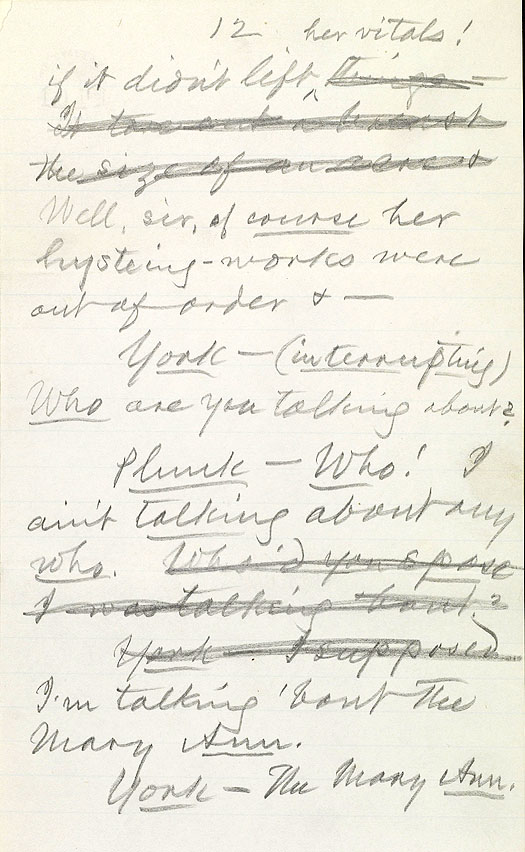 12 her vitals!
if it didn't left ^ things —
It tore out a breast
the size of an acre &
Well, sir, of course her
hysteing-works were
out of order & —
York — (interrupting)
Who are you talking about?
Plunk — Who! I
ain't talking about any
who. Who'd you spose
I was talking 'bout?
York — I supposed
I'm talking 'bout the
Mary Ann.
York — The Mary Ann.